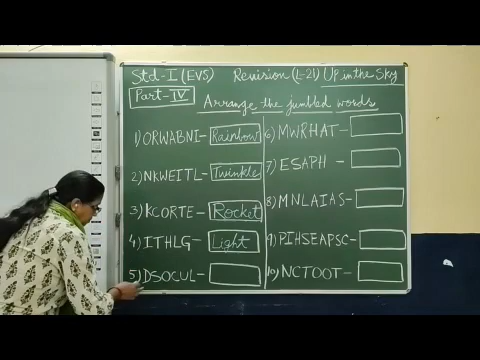 Std-I (EVS) Revision (L-21) Up in the Sky
Part-IV
Arrange the jumbled words
1) ORWABNI- Rainbow
2) NKWEITL- Twinkle
3) KCORTE- Rocket
4) ITHLG- Light
5) DSOCUL-
6) MWRHAT-
7) ESAPH-
8) MNLAIAS-
9) PIHSEAPSC-
10) NCTOOT-